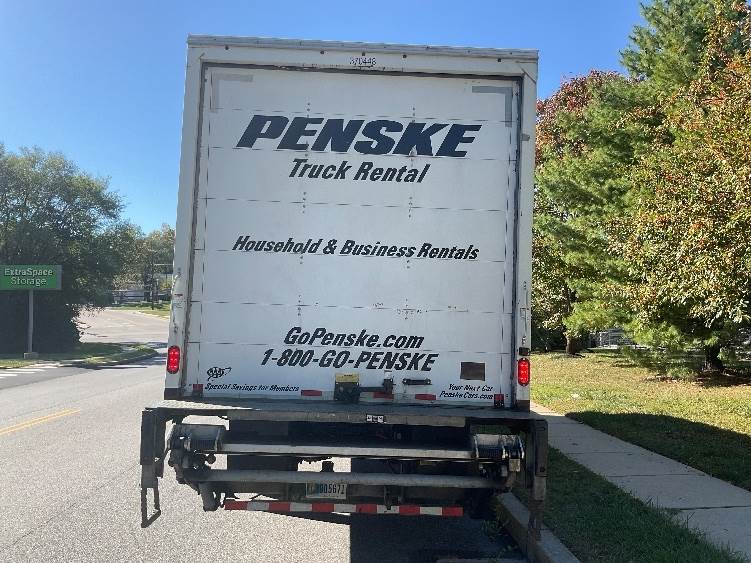 370448
PENSKE
Truck Rental
Household & Business Rentals
GoPenske.com
1-800-GO-PENSKE
AAA
Special Savings for Members
Your Next Car
PenskeCars.com
ExtraSpace
Storage